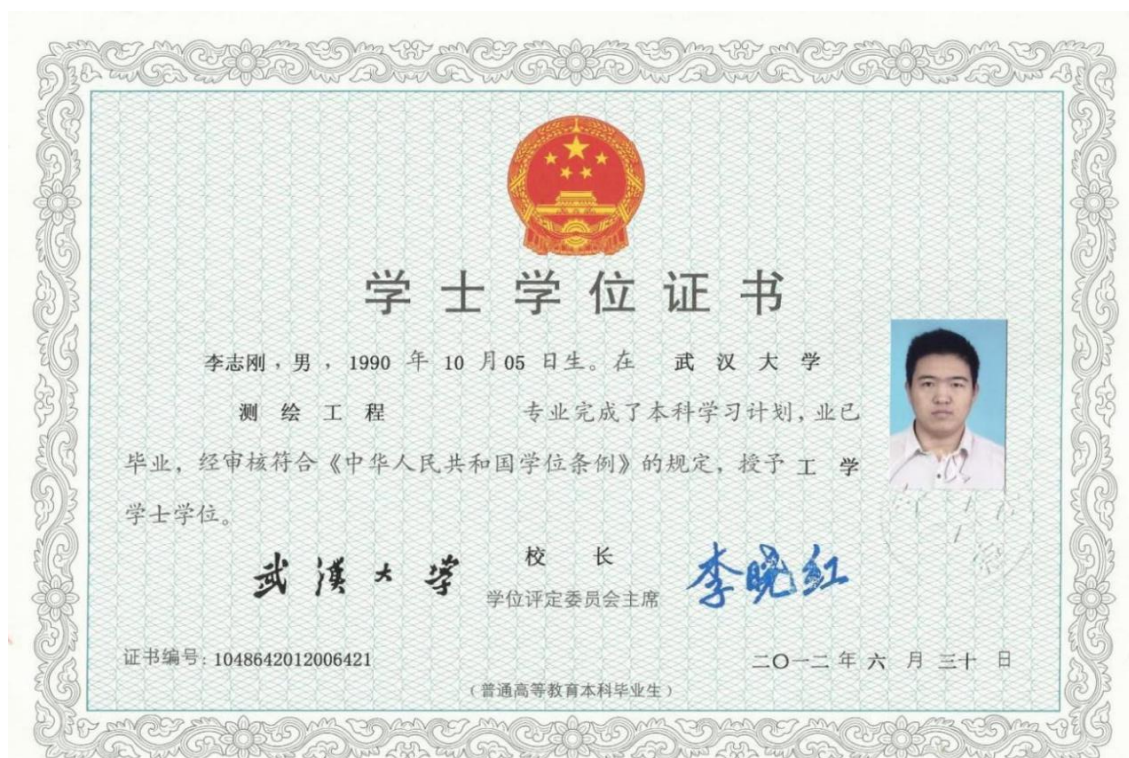 学士学位证书
李志刚，男，1990 年 10 月 05 日生。在 武汉大学
测绘工程 专业完成了本科学习计划，业已
毕业，经审核符合《中华人民共和国学位条例》的规定，授予 工学
学士学位。
武漢大学 校长 李晓红
学位评定委员会主席
证书编号：1048642012006421 二〇一二年 六 月 三十 日
（普通高等教育本科毕业生）